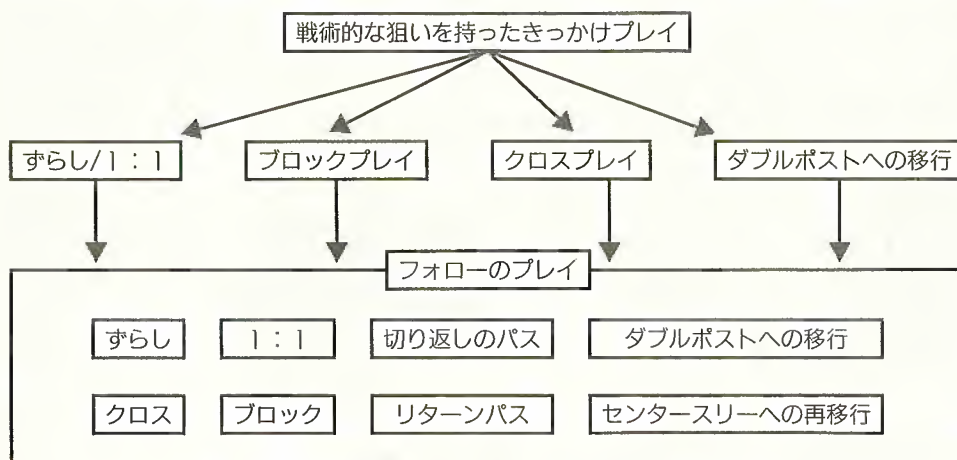 戦術的な狙いを持ったきっかけプレイ
ずらし/1：1
ブロックプレイ
クロスプレイ
ダブルポストへの移行
フォローのプレイ
ずらし
1：1
切り返しのパス
ダブルポストへの移行
クロス
ブロック
リターンパス
センタースリーへの再移行